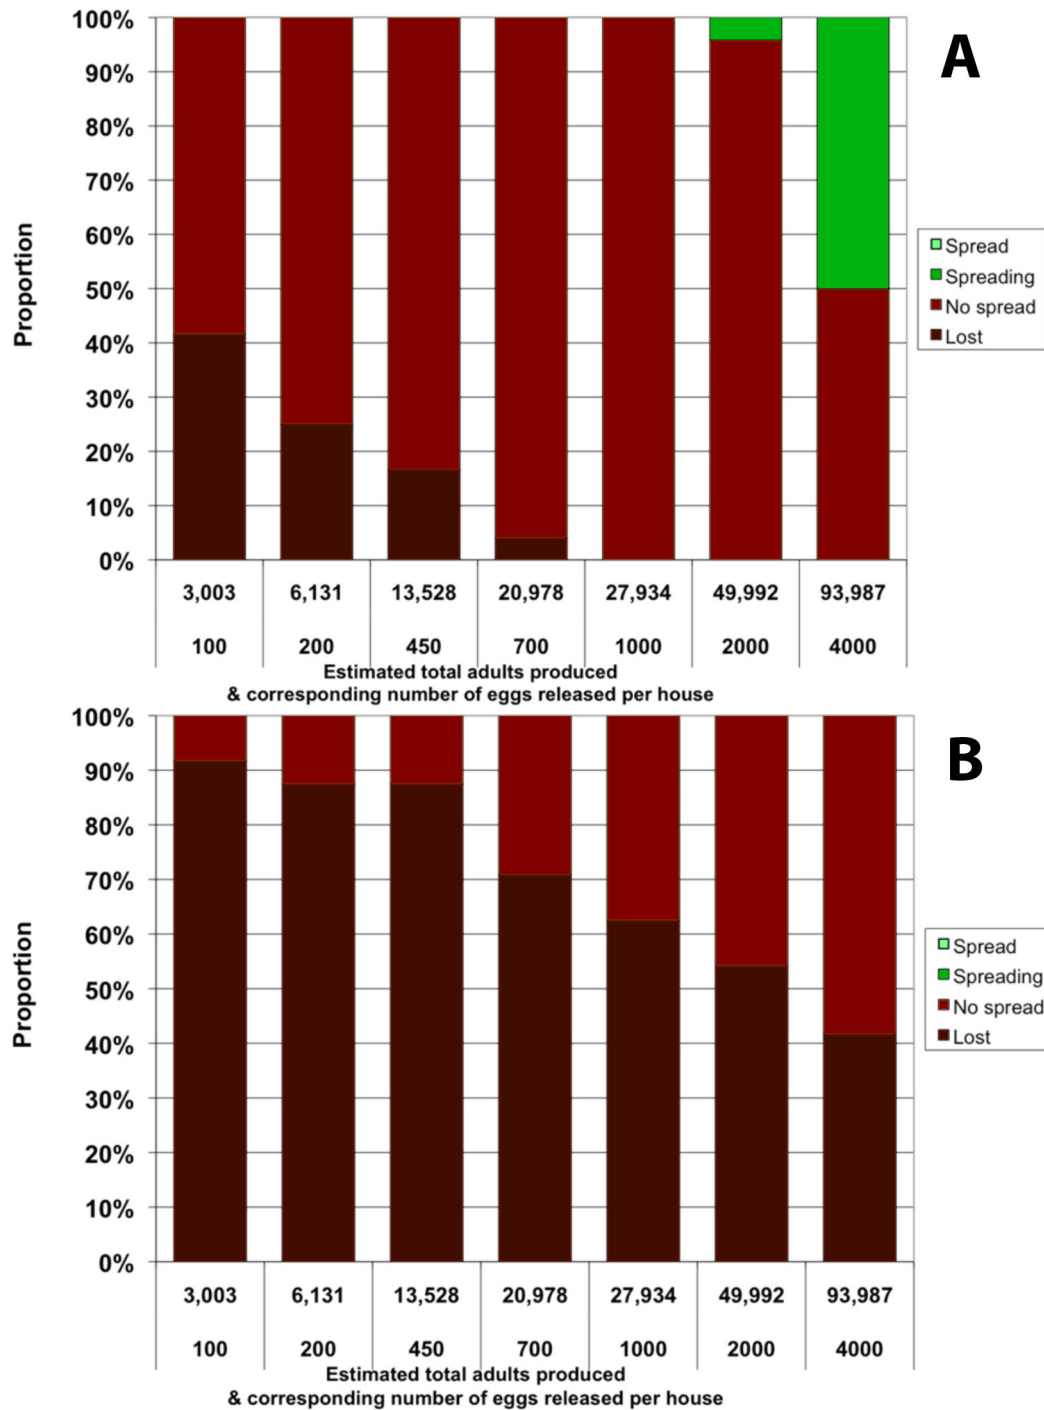 A
100%
90%
80%
70%
60%
50%
40%
30%
20%
10%
0%
Proportion
Spread
Spreading
No spread
Lost
3,003 6,131 13,528 20,978 27,934 49,992 93,987
100 200 450 700 1000 2000 4000
Estimated total adults produced
& corresponding number of eggs released per house
B
100%
90%
80%
70%
60%
50%
40%
30%
20%
10%
0%
Proportion
Spread
Spreading
No spread
Lost
3,003 6,131 13,528 20,978 27,934 49,992 93,987
100 200 450 700 1000 2000 4000
Estimated total adults produced
& corresponding number of eggs released per house